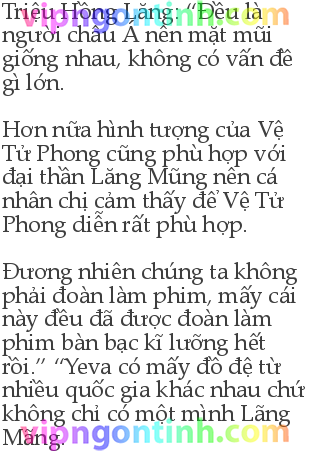 Triệu Hồng Lăng: “Đều là
vipngontinh.com
người châu Á nên mặt mũi
giống nhau, không có vấn đề
gì lớn.
Hơn nữa hình tượng của Vệ
Tử Phong cũng phù hợp với
đại thần Lăng Mũng nên cá
nhân chị cảm thấy để Vệ Tử
Phong diễn rất phù hợp.
Đương nhiên chúng ta không
phải đoàn làm phim, mấy cái
này đều đã được đoàn làm
phim bàn bạc kĩ lưỡng hết
rồi.” “Yeva có mấy đồ đệ từ
nhiều quốc gia khác nhau chứ
không chỉ có một mình Lãng
Mãng.
vipngontinh.com